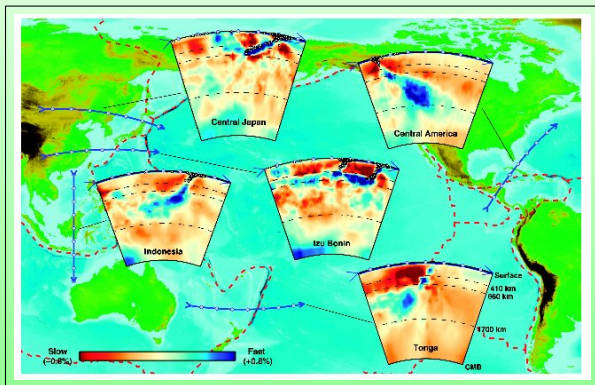 Central Japan
Central America
Indonesia
Izu Bonin
Surface
410 km
660 km
1700 km
Tonga
CMB
Slow
(−0.8%)
Fast
(+0.8%)